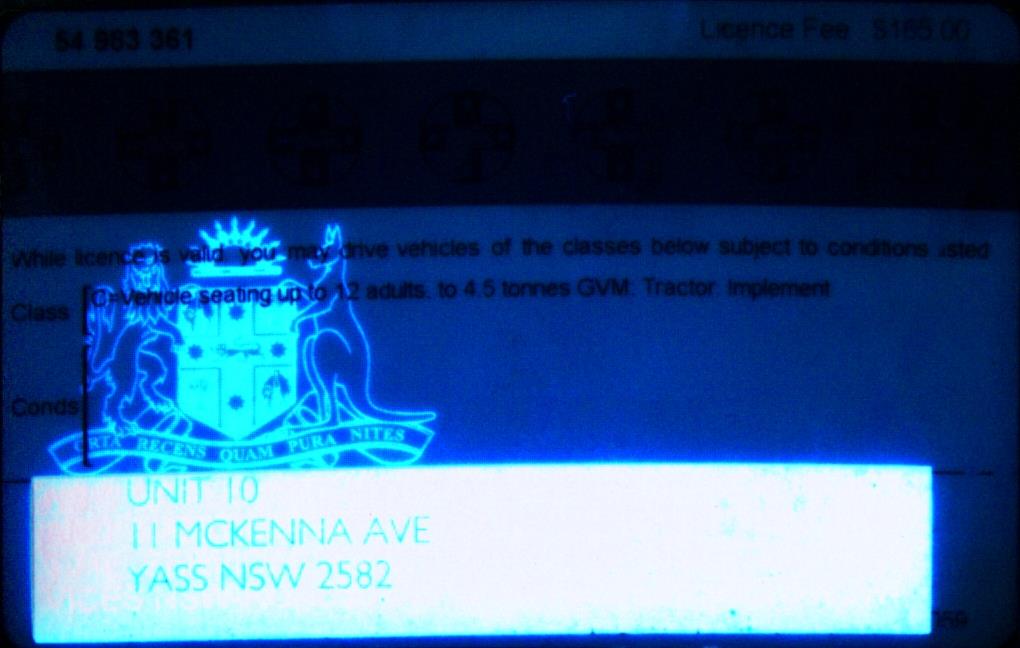 54 963 361 Licence Fee $165.00
While licence is valid, you may drive vehicles of the classes below subject to conditions listed
Class C=Vehicle seating up to 12 adults, to 4.5 tonnes GVM; Tractor; Implement
Conds
ORTA RECENS QUAM PURA NITES
UNIT 10
11 MCKENNA AVE
YASS NSW 2582